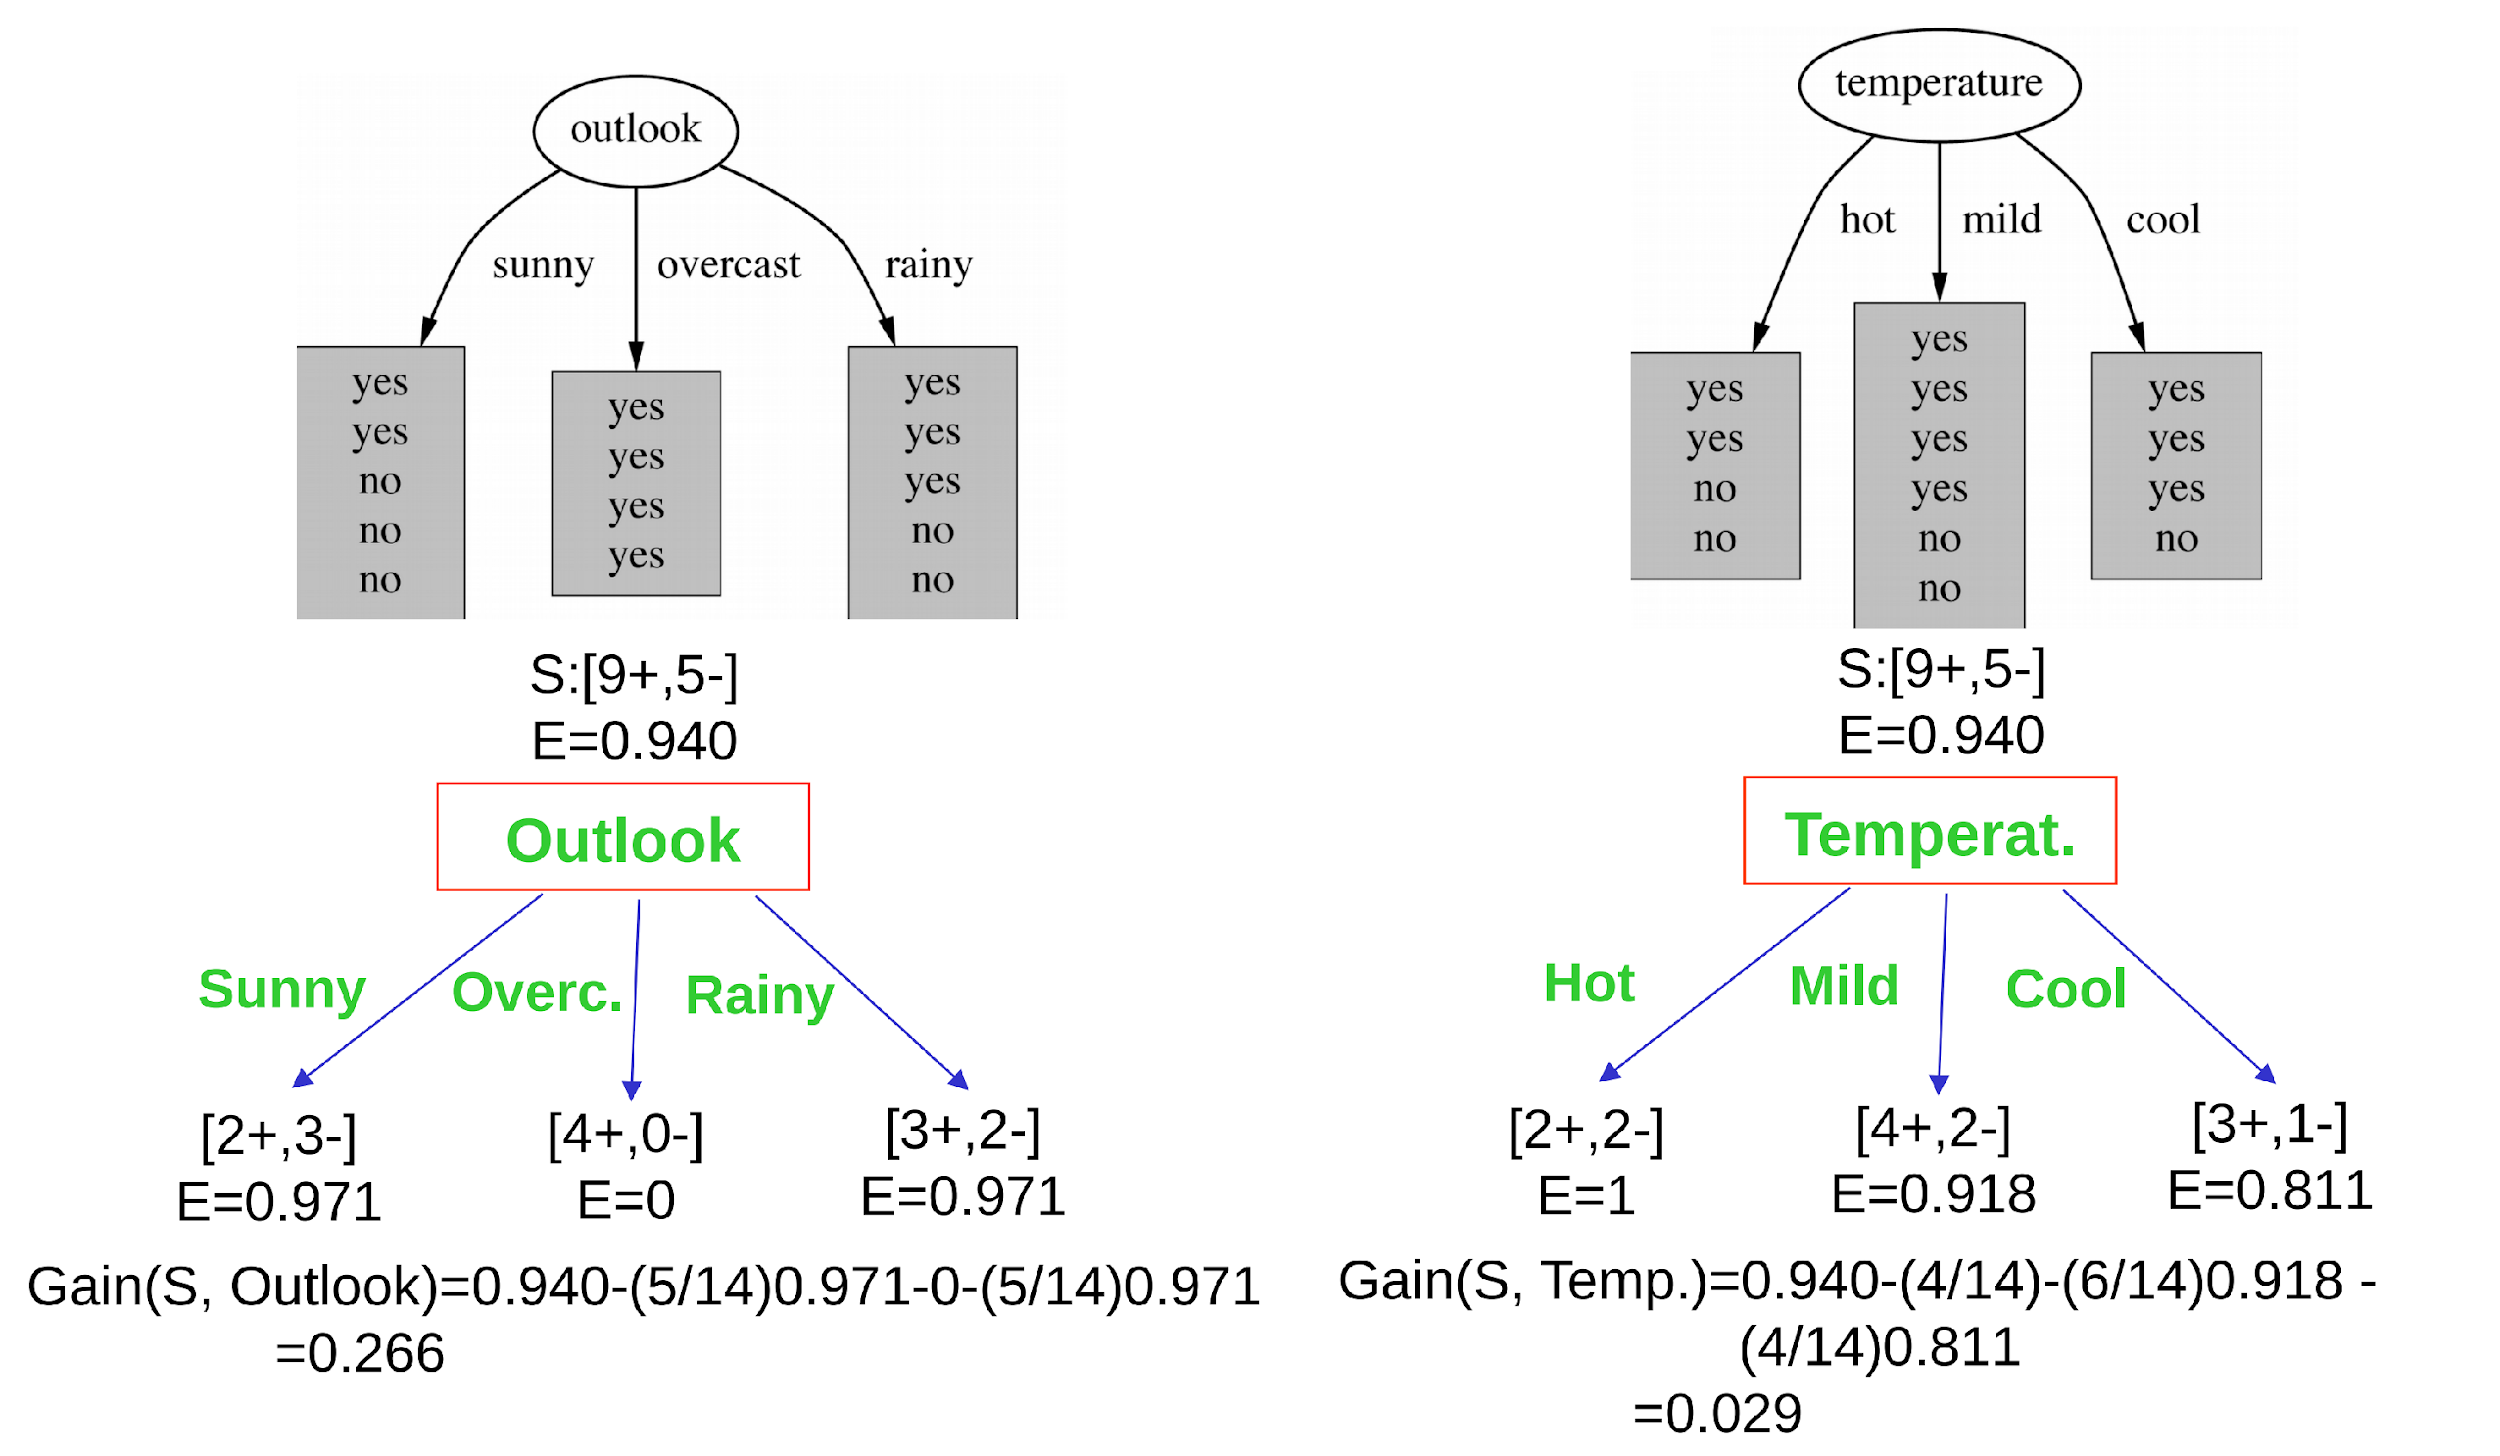 outlook
sunny overcast rainy
yes
yes
no
no
no
yes
yes
yes
yes
yes
yes
yes
no
no
S:[9+,5-]
E=0.940
Outlook
Sunny Overc. Rainy
[2+,3-] [4+,0-] [3+,2-]
E=0.971 E=0 E=0.971
Gain(S, Outlook)=0.940-(5/14)0.971-0-(5/14)0.971
=0.266
temperature
hot mild cool
yes
yes
no
no
yes
yes
yes
yes
no
no
yes
yes
yes
no
S:[9+,5-]
E=0.940
Temperat.
Hot Mild Cool
[2+,2-] [4+,2-] [3+,1-]
E=1 E=0.918 E=0.811
Gain(S, Temp.)=0.940-(4/14)-(6/14)0.918 -
(4/14)0.811
=0.029